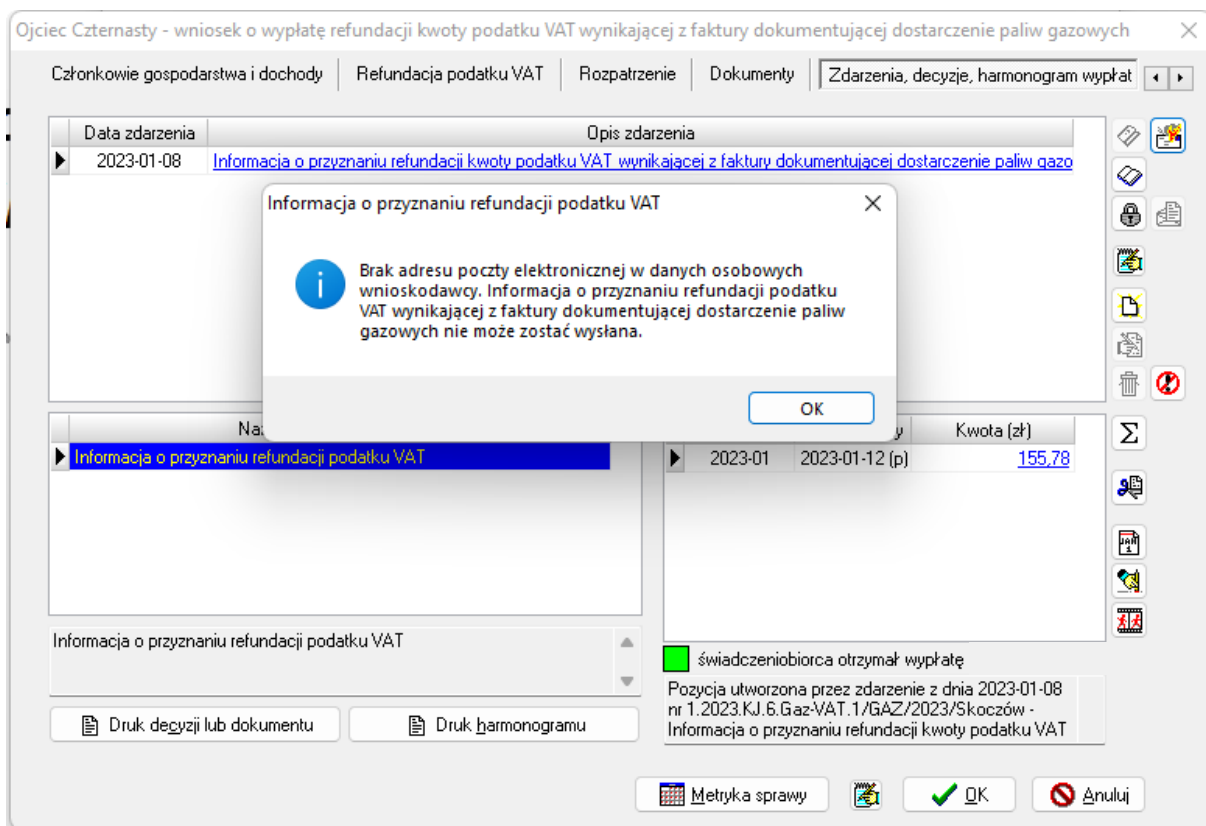 Ojciec Czternasty - wniosek o wypłatę refundacji kwoty podatku VAT wynikającej z faktury dokumentującej dostarczenie paliw gazowych
Członkowie gospodarstwa i dochody Refundacja podatku VAT Rozpatrzenie Dokumenty Zdarzenia, decyzje, harmonogram wypłat
Data zdarzenia Opis zdarzenia
2023-01-08 Informacja o przyznaniu refundacji kwoty podatku VAT wynikającej z faktury dokumentującej dostarczenie paliw gazo
Informacja o przyznaniu refundacji podatku VAT
Brak adresu poczty elektronicznej w danych osobowych
wnioskodawcy. Informacja o przyznaniu refundacji podatku
VAT wynikającej z faktury dokumentującej dostarczenie paliw
gazowych nie może zostać wysłana.
OK
Na Kwota (zł)
Informacja o przyznaniu refundacji podatku VAT 2023-01 2023-01-12 (p) 155,78
Informacja o przyznaniu refundacji podatku VAT
świadczeniobiorca otrzymał wypłatę
Pozycja utworzona przez zdarzenie z dnia 2023-01-08
nr 1.2023.KJ.6.Gaz-VAT.1/GAZ/2023/Skoczów -
Informacja o przyznaniu refundacji kwoty podatku VAT
Druk decyzji lub dokumentu Druk harmonogramu
Metryka sprawy OK Anuluj